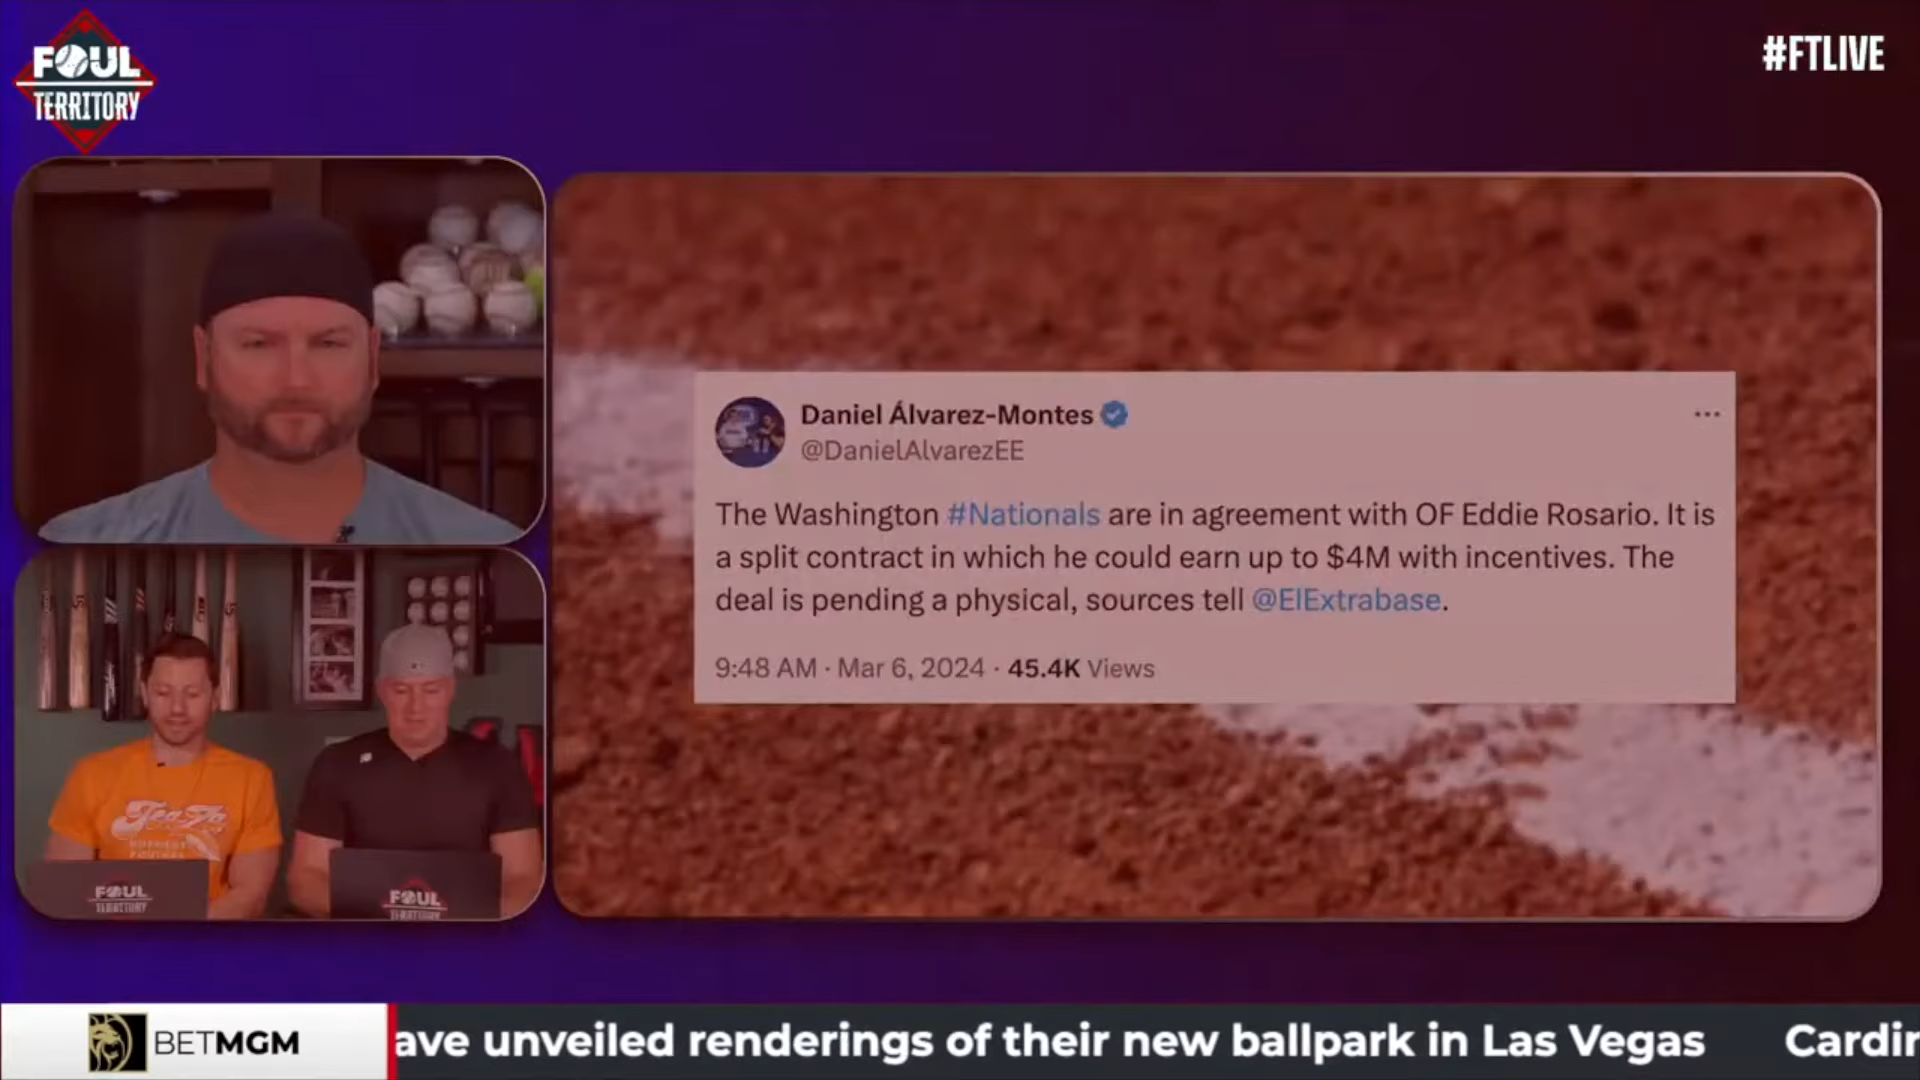 FOUL
TERRITORY
#FTLIVE
Daniel Álvarez-Montes
@DanielAlvarezEE
The Washington #Nationals are in agreement with OF Eddie Rosario. It is
a split contract in which he could earn up to $4M with incentives. The
deal is pending a physical, sources tell @ElExtrabase.
9:48 AM · Mar 6, 2024 · 45.4K Views
FOUL
TERRITORY
FOUL
TERRITORY
BETMGM
ave unveiled renderings of their new ballpark in Las Vegas Cardin